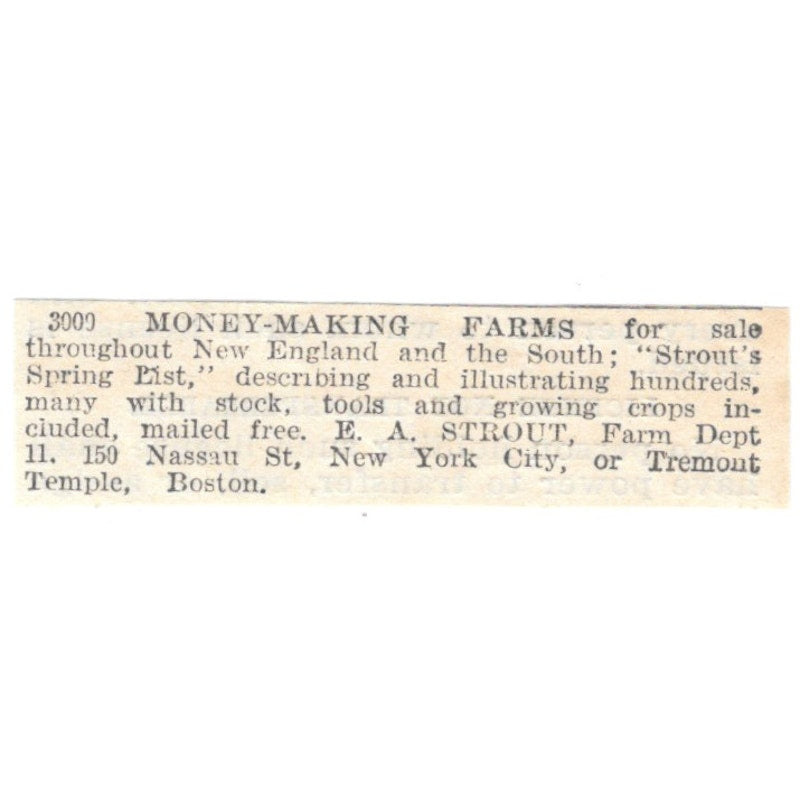 3000 MONEY-MAKING FARMS for sale
throughout New England and the South; "Strout's
Spring List," describing and illustrating hundreds,
many with stock, tools and growing crops in-
cluded, mailed free. E. A. STROUT, Farm Dept
11. 150 Nassau St, New York City, or Tremont
Temple, Boston.